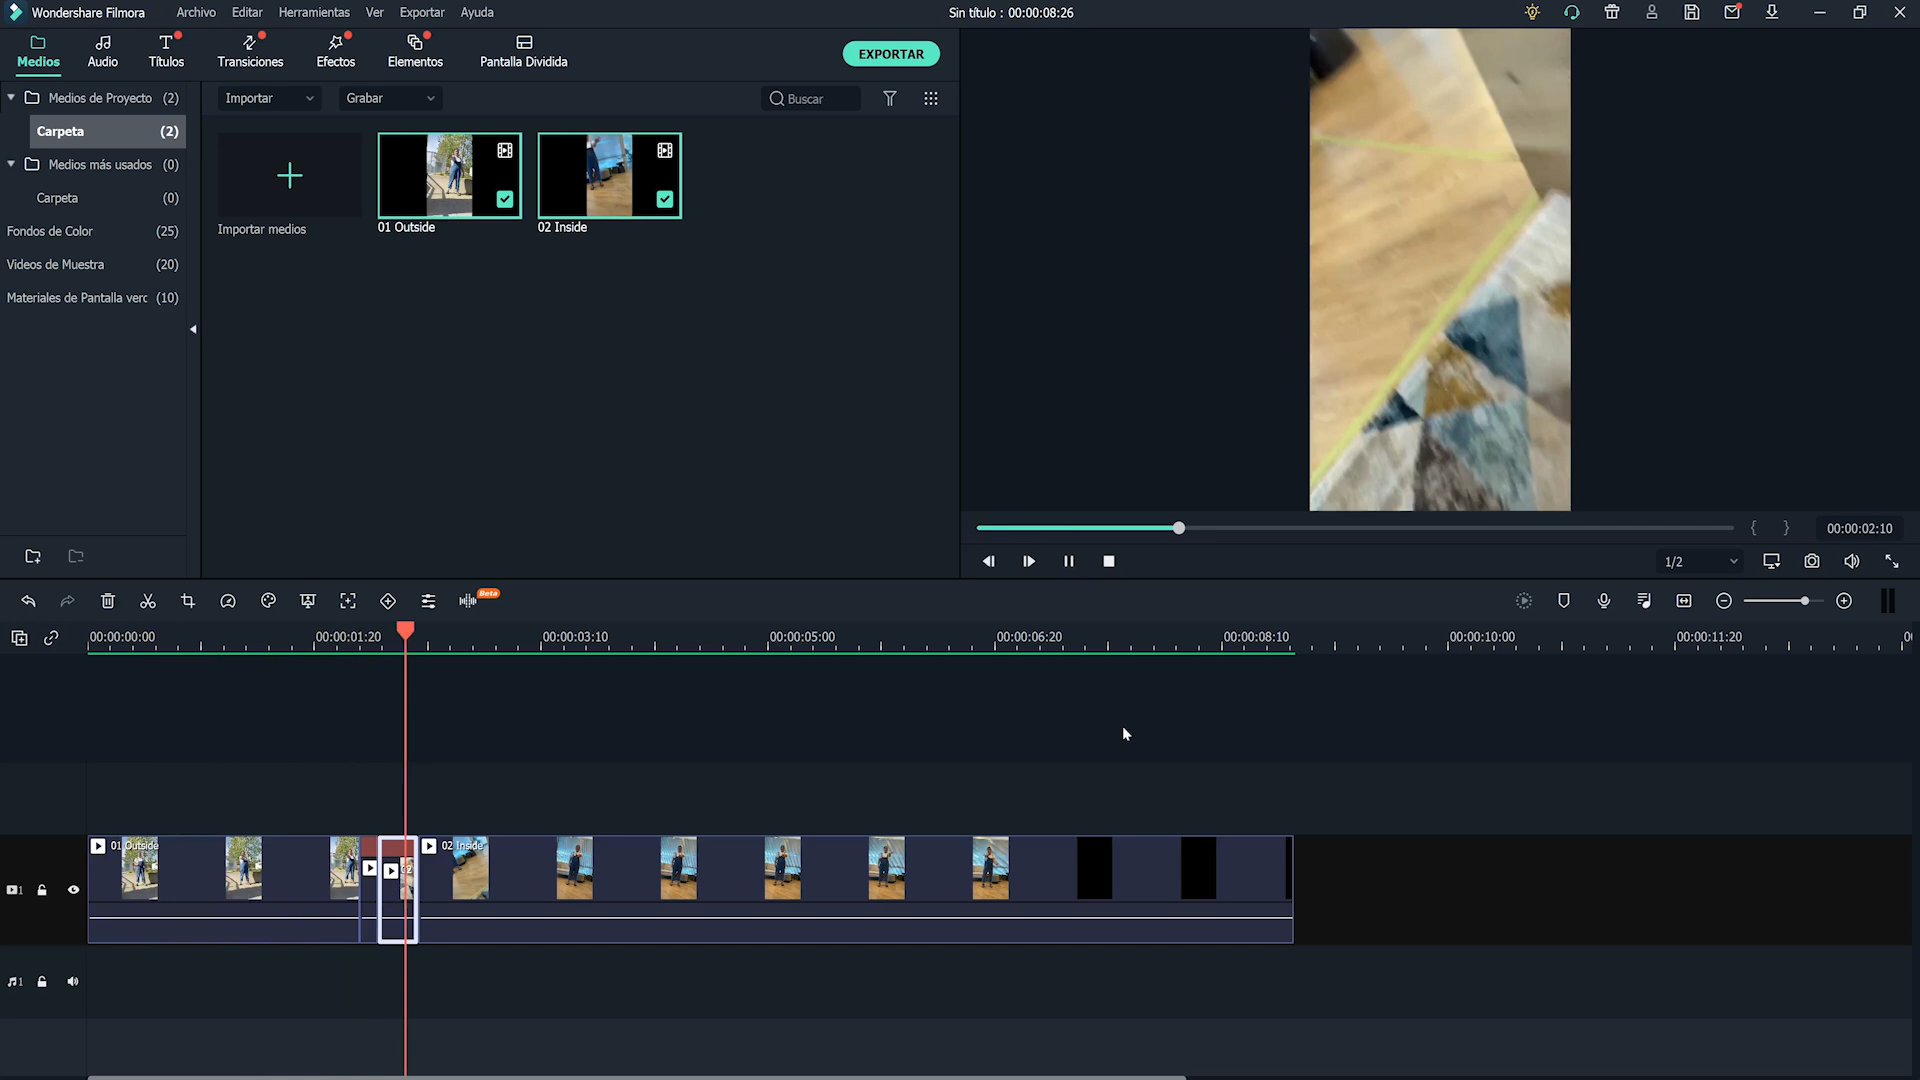 Wondershare Filmora Archivo Editar Herramientas Ver Exportar Ayuda
Sin título : 00:00:08:26
Medios Audio Títulos Transiciones Efectos Elementos Pantalla Dividida
EXPORTAR
Medios de Proyecto (2)
Carpeta (2)
Medios más usados (0)
Carpeta (0)
Fondos de Color (25)
Videos de Muestra (20)
Materiales de Pantalla verc (10)
Importar Grabar Buscar
Importar medios
01 Outside
02 Inside
00:00:02:10
1/2
Beta
00:00:00:00 00:00:01:20 00:00:03:10 00:00:05:00 00:00:06:20 00:00:08:10 00:00:10:00 00:00:11:20
01 Outside
02 Inside
1
1